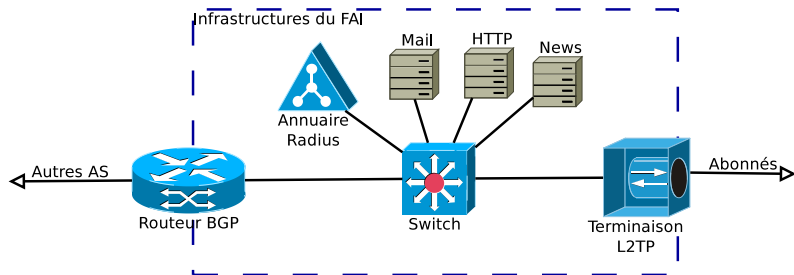 Infrastructures du FAI
Mail
HTTP
News
Annuaire
Radius
Autres AS
Abonnés
Routeur BGP
Switch
Terminaison
L2TP